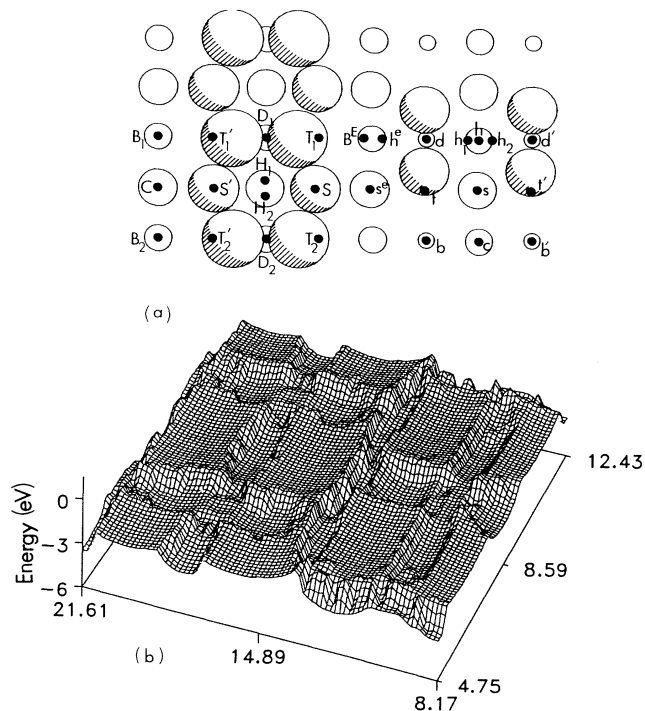 D₁
B₁ T₁′ T₁ Bᴱ hᵉ d h₁ h h₂ d′
H₁
C S′ S sᵉ f s t′
H₂
B₂ T₂′ T₂ b c b′
D₂
(a)
Energy (eV)
0
−3
−6
21.61
14.89
8.17
4.75
8.59
12.43
(b)